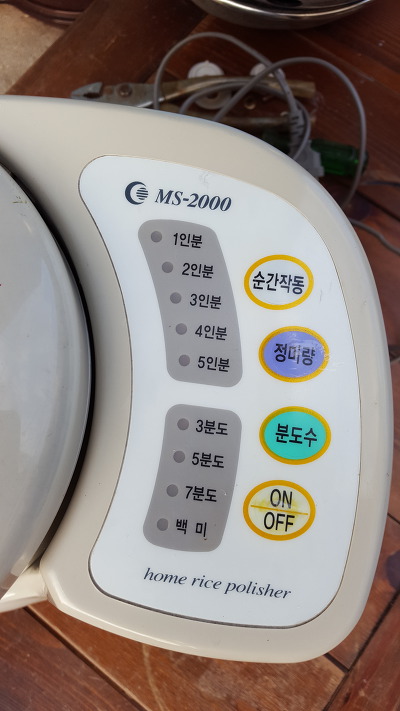 MS-2000
1인분
2인분
3인분
4인분
5인분
순간작동
정미량
3분도
5분도
7분도
백 미
분도수
ON
OFF
home rice polisher